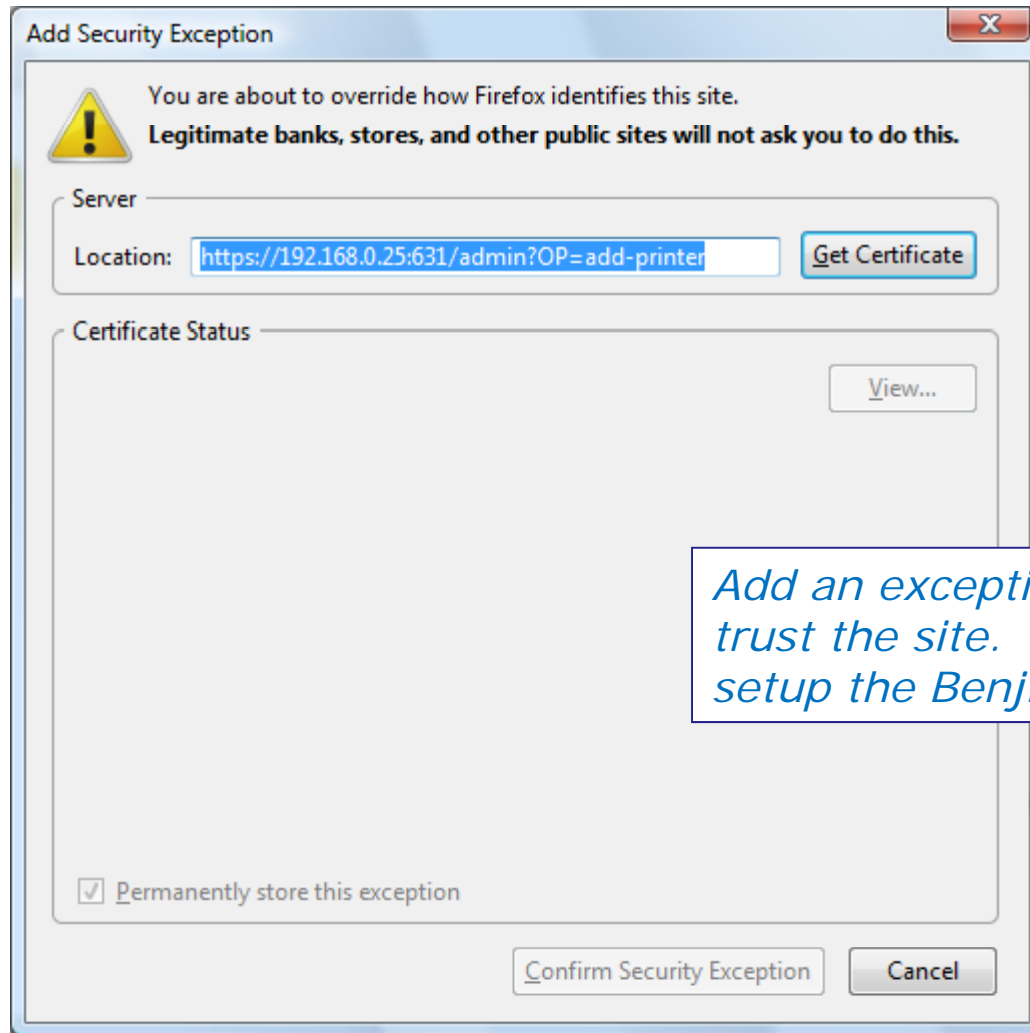 Add Security Exception
You are about to override how Firefox identifies this site.
Legitimate banks, stores, and other public sites will not ask you to do this.
Server
Location: https://192.168.0.25:631/admin?OP=add-printer Get Certificate
Certificate Status
View...
Add an excepti
trust the site.
setup the Benj
Permanently store this exception
Confirm Security Exception Cancel